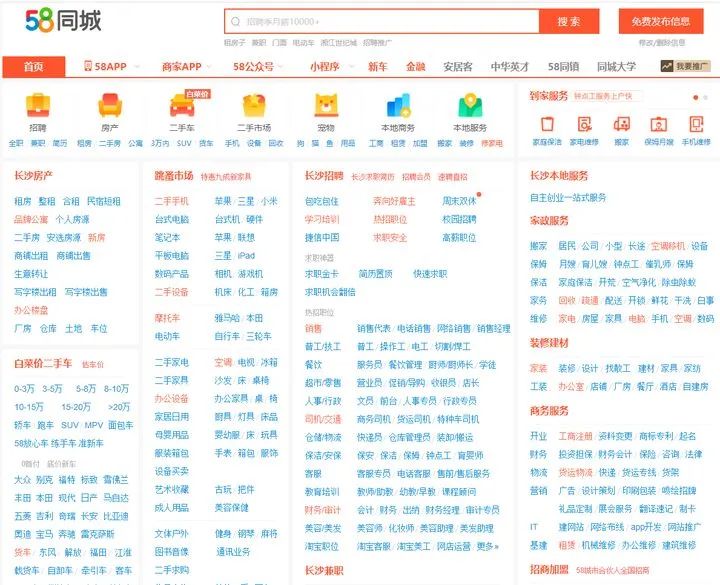 58同城
招聘季月薪10000+
搜 索
免费发布信息
租房子 兼职 门面 电动车 湘江世纪城 招聘推广
修改/删除信息
首页 58APP 商家APP 58公众号 小程序 新车 金融 安居客 中华英才 58同镇 同城大学 我要推广
白菜价
招聘 房产 二手车 二手市场 宠物 本地商务 本地服务
全职 兼职 简历 租房 二手房 公寓 3万内 SUV 货车 手机 设备 回收 狗 猫 鱼 用品 工商 租赁 加盟 搬家 装修 修家电
到家服务 钟点工服务上户快
家庭保洁 家电维修 搬家 保姆月嫂 手机维修
长沙房产
租房 整租 合租 民宿短租
品牌公寓 个人房源
二手房 安选房源 新房
商铺出租 商铺出售
生意转让
写字楼出租 写字楼出售
办公楼盘
厂房 仓库 土地 车位
白菜价二手车 估车价
0-3万 3-5万 5-8万 8-10万
10-15万 15-20万 >20万
轿车 跑车 SUV MPV 面包车
58放心车 练手车 准新车
0首付 底价新车
大众 别克 福特 标致 雪佛兰
丰田 本田 现代 日产 马自达
五菱 吉利 奇瑞 长安 比亚迪
奥迪 宝马 奔驰 雷克萨斯
货车 东风 解放 福田 江淮
载货车 自卸车 牵引车 客车
跳蚤市场 特惠九成新家具
二手手机 苹果 / 三星 / 小米
台式电脑 台式机 / 硬件
笔记本 苹果 / 联想
平板电脑 三星 / iPad
数码产品 相机 / 游戏机
二手设备 机床 / 化工 / 箱房
摩托车 雅马哈 / 本田
电动车 自行车 / 三轮车
二手家电 空调 / 电视 / 冰箱
二手家具 沙发 / 床 / 桌椅
办公设备 办公家具 / 桌 / 椅
家居日用 厨具 / 灯具 / 床品
母婴用品 婴幼服 / 床 / 玩具
服装箱包 手表 / 箱包 / 服饰
设备买卖
艺术收藏 古玩 / 把件
成人用品 美容保健
文体户外 健身 / 钢琴 / 麻将
图书音像 通讯业务
二手求购
长沙招聘 长沙求职简历 招聘会员 速聘直招
包吃包住 奔向好雇主 周末双休
学习培训 热招职位 校园招聘
捷信中国 求职安全 高薪职位
求职神器
求职金卡 简历置顶 快速求职
求职机会翻倍
热招职位
销售 销售代表 / 电话销售 / 网络销售 / 销售经理
普工/技工 普工 / 操作工 / 电工 / 切割/焊工
餐饮 服务员 / 餐饮管理 / 厨师/厨师长 / 学徒
超市/零售 营业员 / 促销/导购 / 收银员 / 店长
人事/行政 文员 / 前台 / 人事专员 / 行政专员
司机/交通 商务司机 / 货运司机 / 特种车司机
仓储/物流 快递员 / 仓库管理员 / 装卸/搬运
保洁/安保 保安 / 保洁 / 保姆 / 钟点工 / 育婴师
客服 客服专员 / 电话客服 / 售前/售后服务
教育培训 教师/助教 / 幼教/早教 / 课程顾问
财务/审计 会计 / 财务 / 出纳 / 财务经理 / 审计专员
美容/美发 美容师 / 化妆师 / 美容助理 / 美发助理
淘宝职位 淘宝客服 / 淘宝美工 / 网店运营 / 更多»
长沙兼职
长沙本地服务
自主创业一站式服务
家政服务
搬家 居民 / 公司 / 小型 / 长途 / 空调移机 / 设备
保姆 月嫂 / 育儿嫂 / 钟点工 / 催乳师 / 保姆
保洁 家庭保洁 / 开荒 / 空气净化 / 除虫除蚁
家务 回收 / 疏通 / 配送 / 开锁 / 鲜花 / 干洗 / 白事
维修 家电 / 房屋 / 家具 / 电脑 / 手机 / 空调 / 数码
装修建材
家装 装修 / 设计 / 找散工 / 建材 / 家具 / 家纺
工装 办公室 / 店铺 / 厂房 / 餐厅 / 酒店 / 自建房
商务服务
开业 工商注册 / 资料变更 / 商标专利 / 起名
财务 投资担保 / 财务会计 / 保险 / 咨询 / 法律
物流 货运物流 / 快递 / 货运专线 / 货架
营销 广告 / 设计策划 / 印刷包装 / 喷绘招牌
礼品定制 / 展会服务 / 翻译速记 / 制卡
IT 建网站 / 网络布线 / app开发 / 网站推广
基建 租赁 / 机械维修 / 办公维修 / 建筑维修
招商加盟 58城市合伙人全国招商